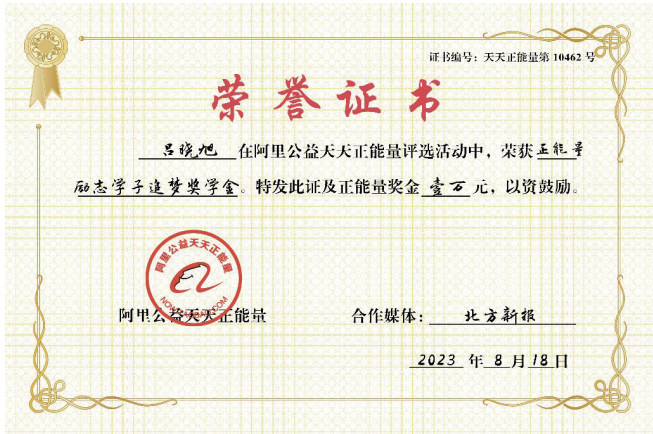 证书编号：天天正能量第 10462 号
荣誉证书
吕晓旭 在阿里公益天天正能量评选活动中，荣获 正能量
励志学子追梦奖学金。特发此证及正能量奖金 壹万 元，以资鼓励。
阿里公益天天正能量
阿里公益天天正能量 合作媒体：北方新报
2023 年 8 月 18 日